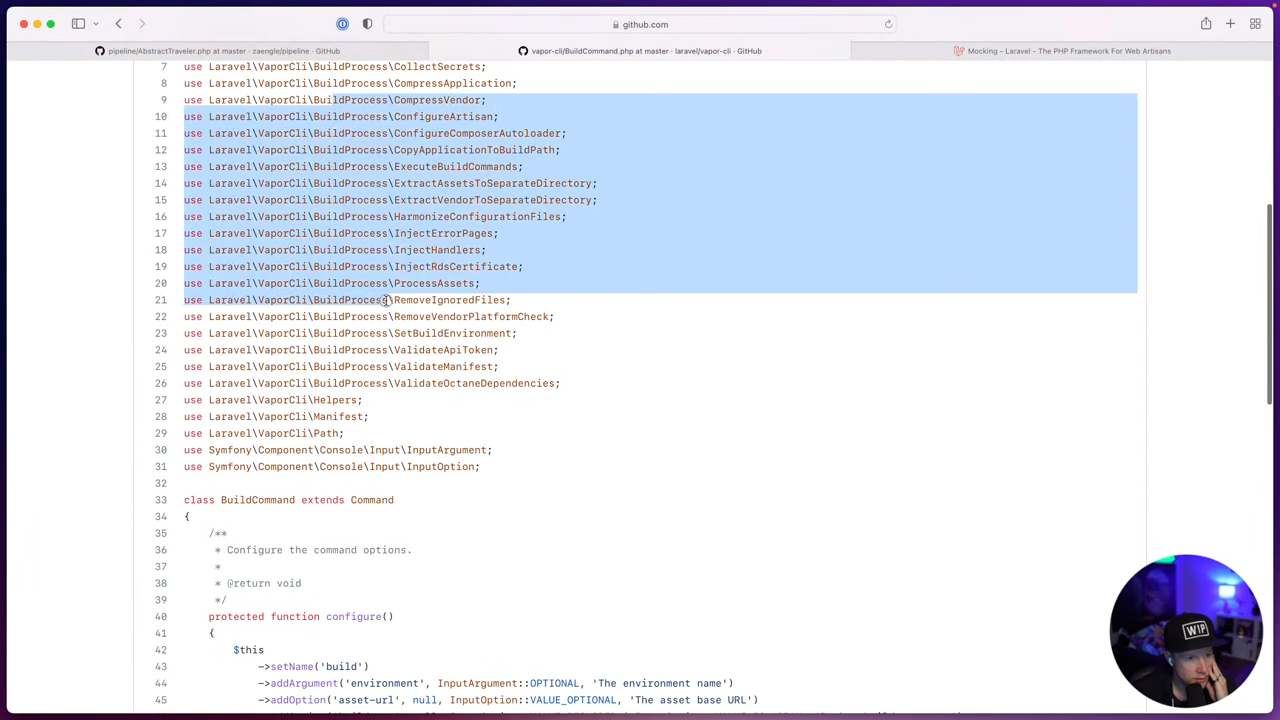 github.com
pipeline/AbstractTraveler.php at master · zaengle/pipeline · GitHub
vapor-cli/BuildCommand.php at master · laravel/vapor-cli · GitHub
Mocking - Laravel - The PHP Framework For Web Artisans
7 use Laravel\VaporCli\BuildProcess\CollectSecrets;
8 use Laravel\VaporCli\BuildProcess\CompressApplication;
9 use Laravel\VaporCli\BuildProcess\CompressVendor;
10 use Laravel\VaporCli\BuildProcess\ConfigureArtisan;
11 use Laravel\VaporCli\BuildProcess\ConfigureComposerAutoloader;
12 use Laravel\VaporCli\BuildProcess\CopyApplicationToBuildPath;
13 use Laravel\VaporCli\BuildProcess\ExecuteBuildCommands;
14 use Laravel\VaporCli\BuildProcess\ExtractAssetsToSeparateDirectory;
15 use Laravel\VaporCli\BuildProcess\ExtractVendorToSeparateDirectory;
16 use Laravel\VaporCli\BuildProcess\HarmonizeConfigurationFiles;
17 use Laravel\VaporCli\BuildProcess\InjectErrorPages;
18 use Laravel\VaporCli\BuildProcess\InjectHandlers;
19 use Laravel\VaporCli\BuildProcess\InjectRdsCertificate;
20 use Laravel\VaporCli\BuildProcess\ProcessAssets;
21 use Laravel\VaporCli\BuildProcess\RemoveIgnoredFiles;
22 use Laravel\VaporCli\BuildProcess\RemoveVendorPlatformCheck;
23 use Laravel\VaporCli\BuildProcess\SetBuildEnvironment;
24 use Laravel\VaporCli\BuildProcess\ValidateApiToken;
25 use Laravel\VaporCli\BuildProcess\ValidateManifest;
26 use Laravel\VaporCli\BuildProcess\ValidateOctaneDependencies;
27 use Laravel\VaporCli\Helpers;
28 use Laravel\VaporCli\Manifest;
29 use Laravel\VaporCli\Path;
30 use Symfony\Component\Console\Input\InputArgument;
31 use Symfony\Component\Console\Input\InputOption;
32
33 class BuildCommand extends Command
34 {
35 /**
36 * Configure the command options.
37 *
38 * @return void
39 */
40 protected function configure()
41 {
42 $this
43 ->setName('build')
44 ->addArgument('environment', InputArgument::OPTIONAL, 'The environment name')
45 ->addOption('asset-url', null, InputOption::VALUE_OPTIONAL, 'The asset base URL')
W1P